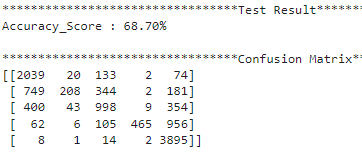 ********************************Test Result*******
Accuracy_Score : 68.70%
********************************Confusion Matrix*
[[2039   20  133    2   74]
 [ 749  208  344    2  181]
 [ 400   43  998    9  354]
 [  62    6  105  465  956]
 [   8    1   14    2 3895]]